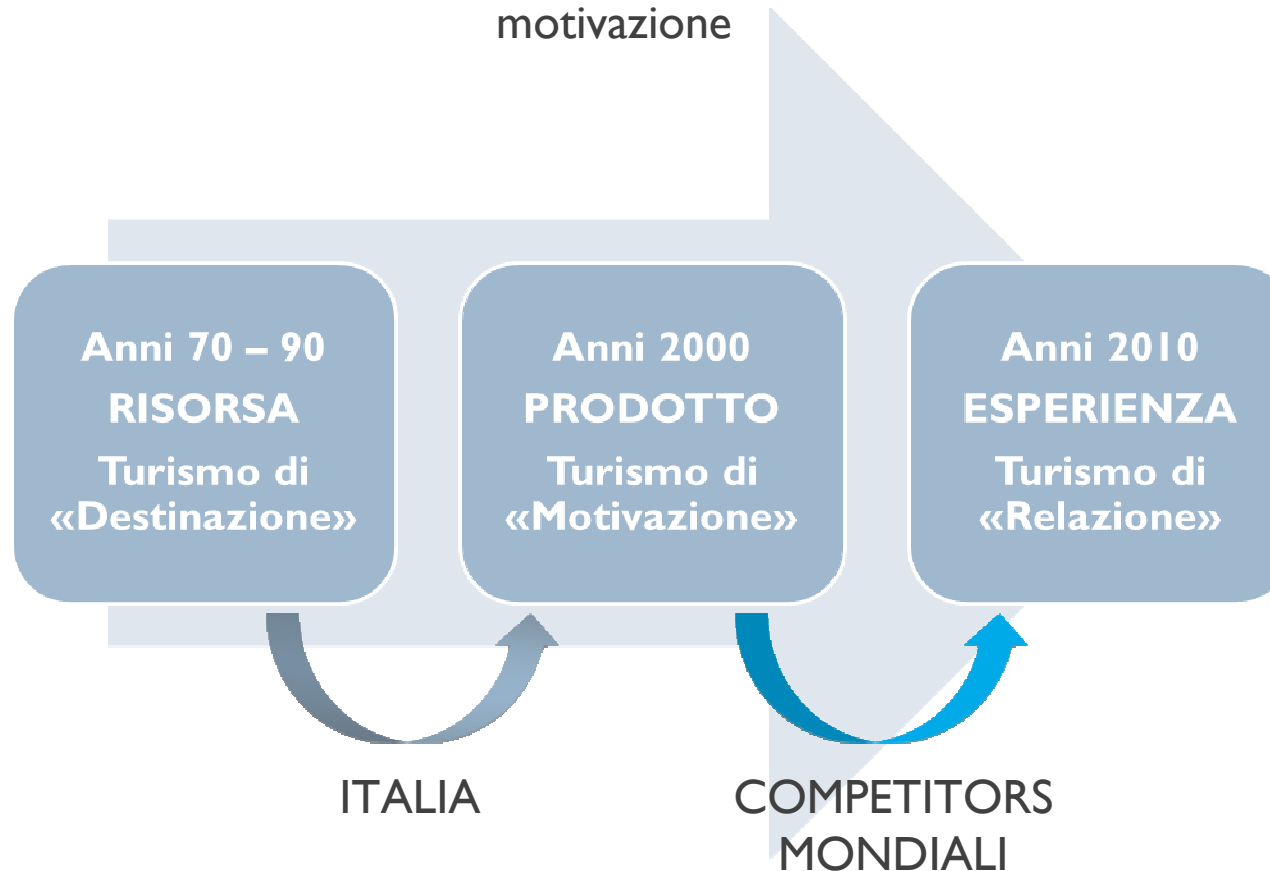 motivazione
Anni 70 – 90
RISORSA
Turismo di
«Destinazione»
Anni 2000
PRODOTTO
Turismo di
«Motivazione»
Anni 2010
ESPERIENZA
Turismo di
«Relazione»
ITALIA
COMPETITORS
MONDIALI